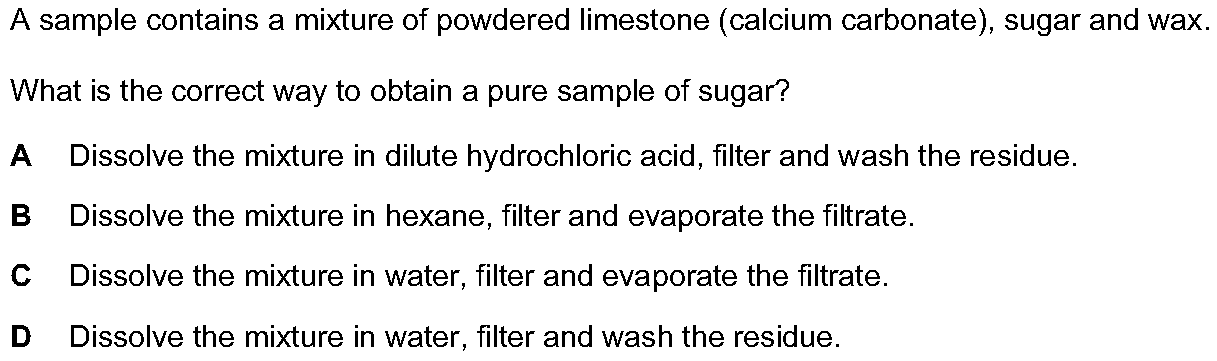 A sample contains a mixture of powdered limestone (calcium carbonate), sugar and wax.
What is the correct way to obtain a pure sample of sugar?
A Dissolve the mixture in dilute hydrochloric acid, filter and wash the residue.
B Dissolve the mixture in hexane, filter and evaporate the filtrate.
C Dissolve the mixture in water, filter and evaporate the filtrate.
D Dissolve the mixture in water, filter and wash the residue.